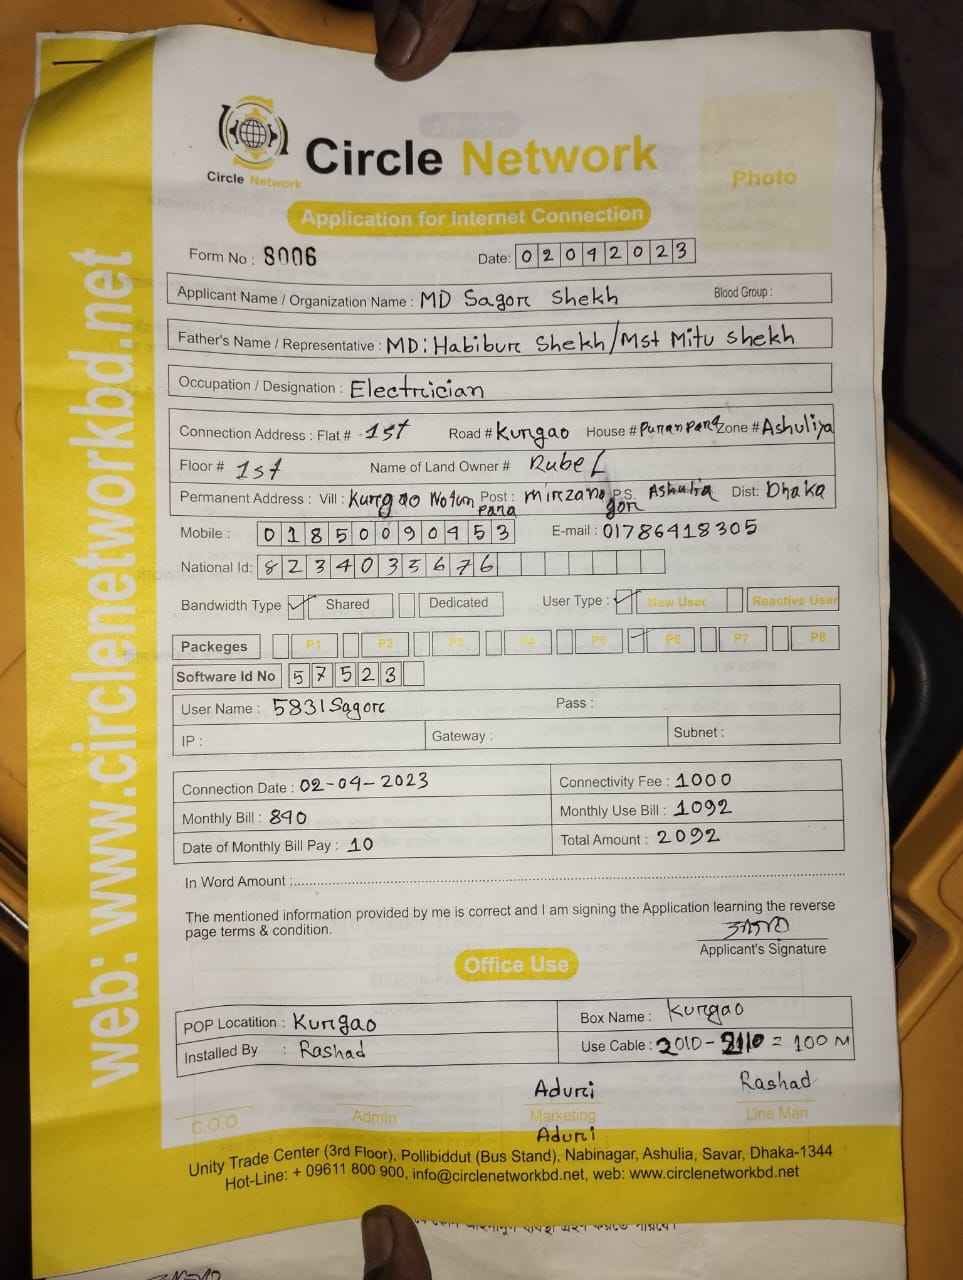 Circle Network
Circle Network
Photo
Application for Internet Connection
Form No : 8006
Date: 02042023
Applicant Name / Organization Name : MD Sagor Shekh Blood Group :
Father's Name / Representative : MD: Habibur Shekh/Mst Mitu Shekh
Occupation / Designation : Electrician
Connection Address : Flat # 1st Road # Kurgao House # Zone # Ashuliya
Floor # 1st Name of Land Owner # Rubel
Permanent Address : Vill : Kurgao Notun para Post : mirzana gor P.S. Ashulia Dist: Dhaka
Mobile : 01850090953 E-mail : 01786418305
National Id: 8234035676
Bandwidth Type Shared Dedicated User Type : New User Reactive User
Packeges P1 P2 P3 P4 P5 P6 P7 P8
Software Id No 57523
User Name : 5831Sagor Pass :
IP : Gateway : Subnet :
Connection Date : 02-04-2023 Connectivity Fee : 1000
Monthly Bill : 840 Monthly Use Bill : 1092
Date of Monthly Bill Pay : 10 Total Amount : 2092
In Word Amount :
The mentioned information provided by me is correct and I am signing the Application learning the reverse
page terms & condition.
Applicant's Signature
Office Use
POP Locatition : Kurgao Box Name : Kurgao
Installed By : Rashad Use Cable : 2010 - 2110 = 100 M
Aduri Rashad
C.O.O Admin Marketing Line Man
Aduri
Unity Trade Center (3rd Floor), Pollibiddut (Bus Stand), Nabinagar, Ashulia, Savar, Dhaka-1344
Hot-Line: + 09611 800 900, info@circlenetworkbd.net, web: www.circlenetworkbd.net
web: www.circlenetworkbd.net